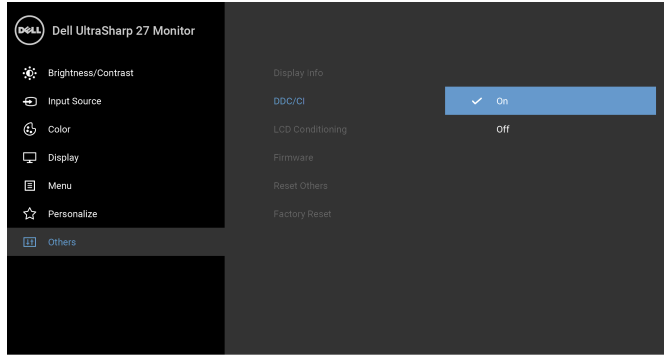 DELL Dell UltraSharp 27 Monitor
Brightness/Contrast
Input Source
Color
Display
Menu
Personalize
Others
Display Info
DDC/CI
LCD Conditioning
Firmware
Reset Others
Factory Reset
On
Off